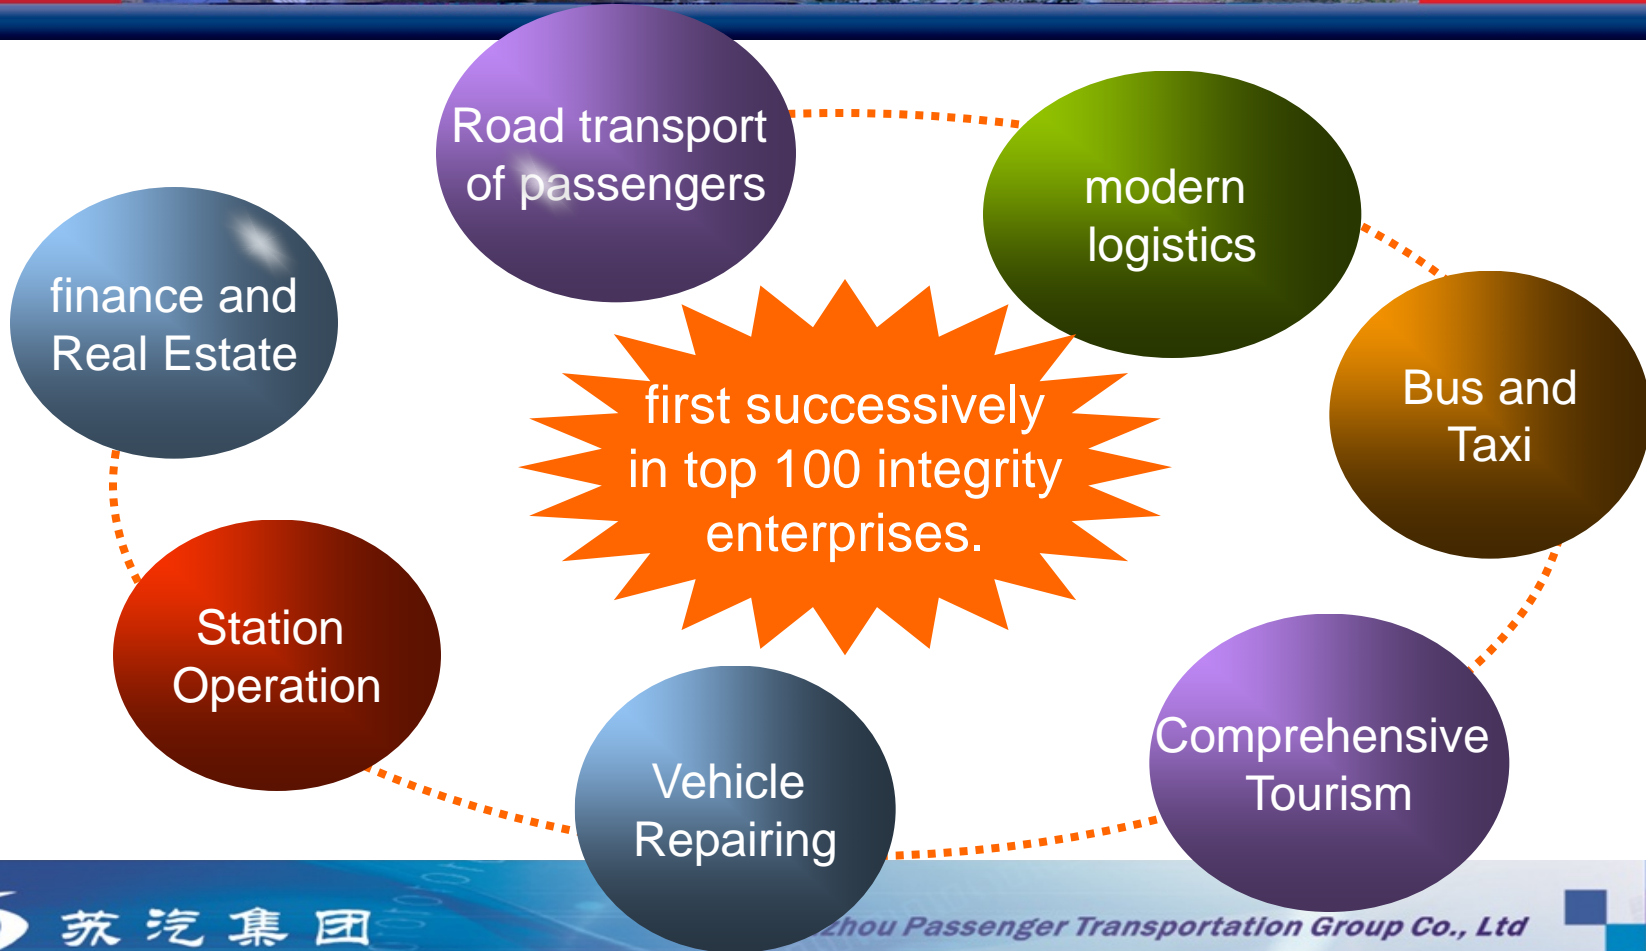 Road transport
of passengers
modern
logistics
finance and
Real Estate
Bus and
Taxi
first successively
in top 100 integrity
enterprises.
Station
Operation
Comprehensive
Tourism
Vehicle
Repairing
苏汽集团
Passenger Transportation Group Co., Ltd